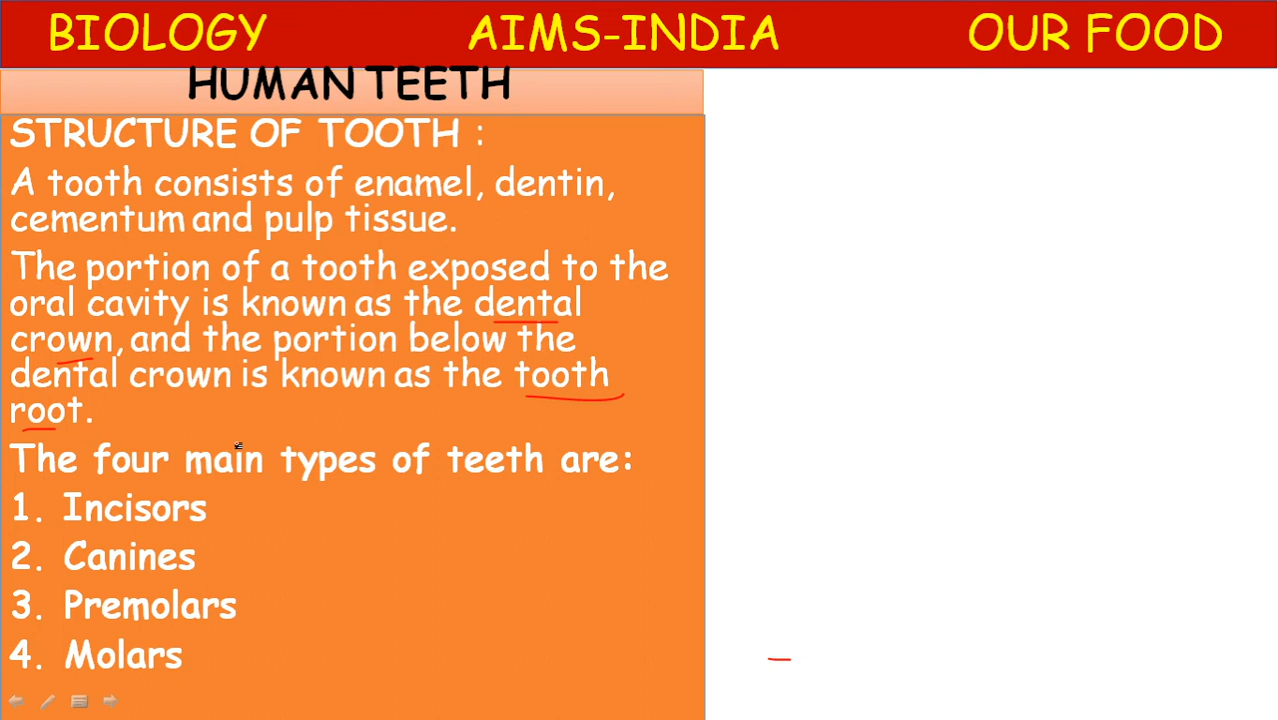 BIOLOGY AIMS-INDIA OUR FOOD
HUMAN TEETH
STRUCTURE OF TOOTH :
A tooth consists of enamel, dentin,
cementum and pulp tissue.
The portion of a tooth exposed to the
oral cavity is known as the dental
crown, and the portion below the
dental crown is known as the tooth
root.
The four main types of teeth are:
1. Incisors
2. Canines
3. Premolars
4. Molars